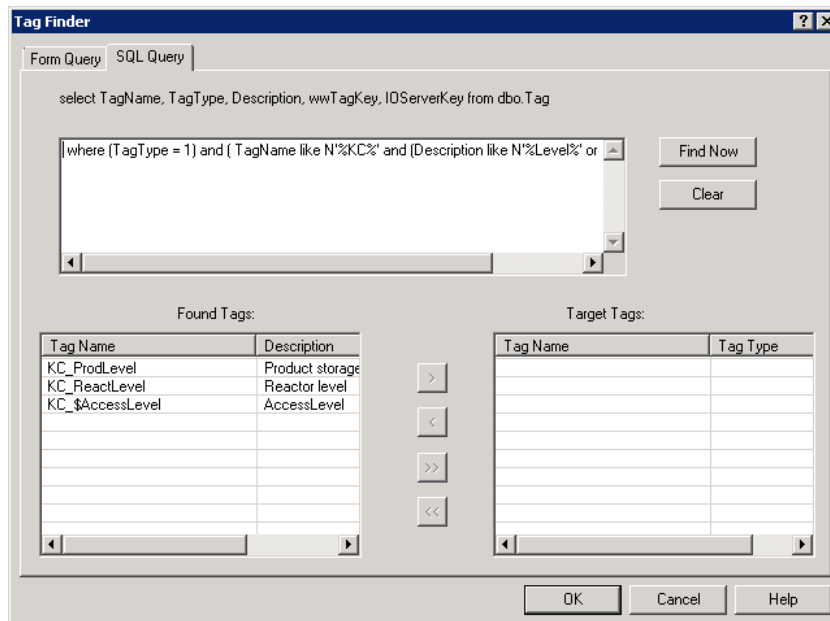 Tag Finder
Form Query SQL Query
select TagName, TagType, Description, wwTagKey, IOServerKey from dbo.Tag
where (TagType = 1) and ( TagName like N'%KC%' and (Description like N'%Level%' or
Find Now
Clear
Found Tags:
Target Tags:
Tag Name Description
KC_ProdLevel Product storage
KC_ReactLevel Reactor level
KC_$AccessLevel AccessLevel
>
<
>>
<<
Tag Name Tag Type
OK Cancel Help